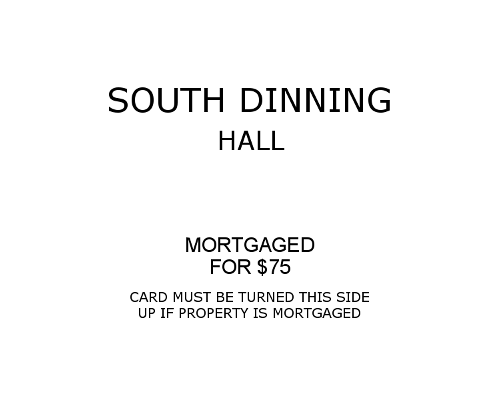 SOUTH DINNING
HALL
MORTGAGED
FOR $75
CARD MUST BE TURNED THIS SIDE
UP IF PROPERTY IS MORTGAGED